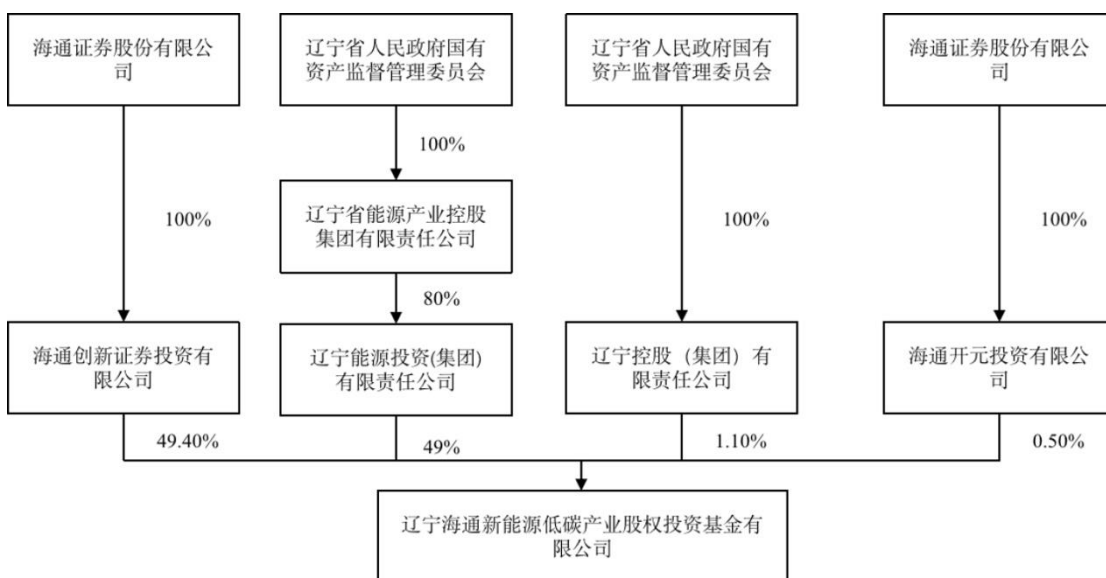 海通证券股份有限公
司
辽宁省人民政府国有
资产监督管理委员会
辽宁省人民政府国有
资产监督管理委员会
海通证券股份有限公
司
100%
辽宁省能源产业控股
集团有限责任公司
100%
100%
100%
80%
海通创新证券投资有
限公司
辽宁能源投资(集团)
有限责任公司
辽宁控股（集团）有
限责任公司
海通开元投资有限公
司
49.40%
49%
1.10%
0.50%
辽宁海通新能源低碳产业股权投资基金有
限公司